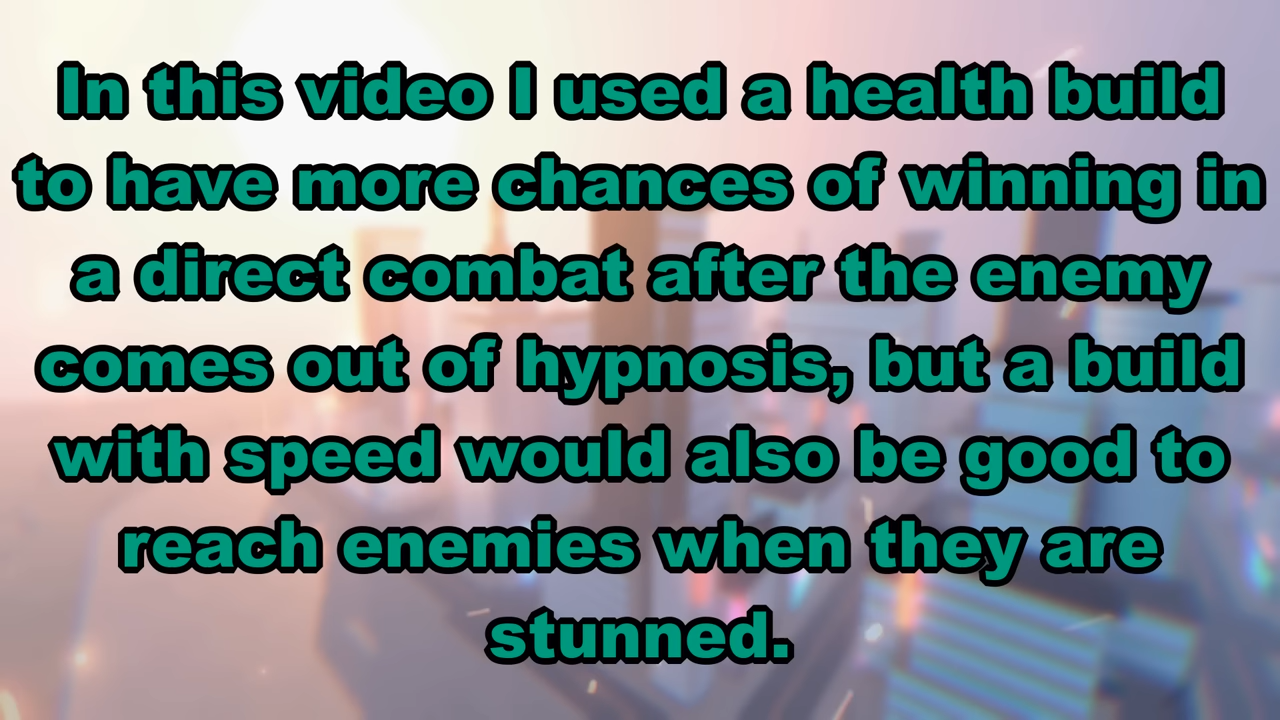 In this video I used a health build
to have more chances of winning in
a direct combat after the enemy
comes out of hypnosis, but a build
with speed would also be good to
reach enemies when they are
stunned.